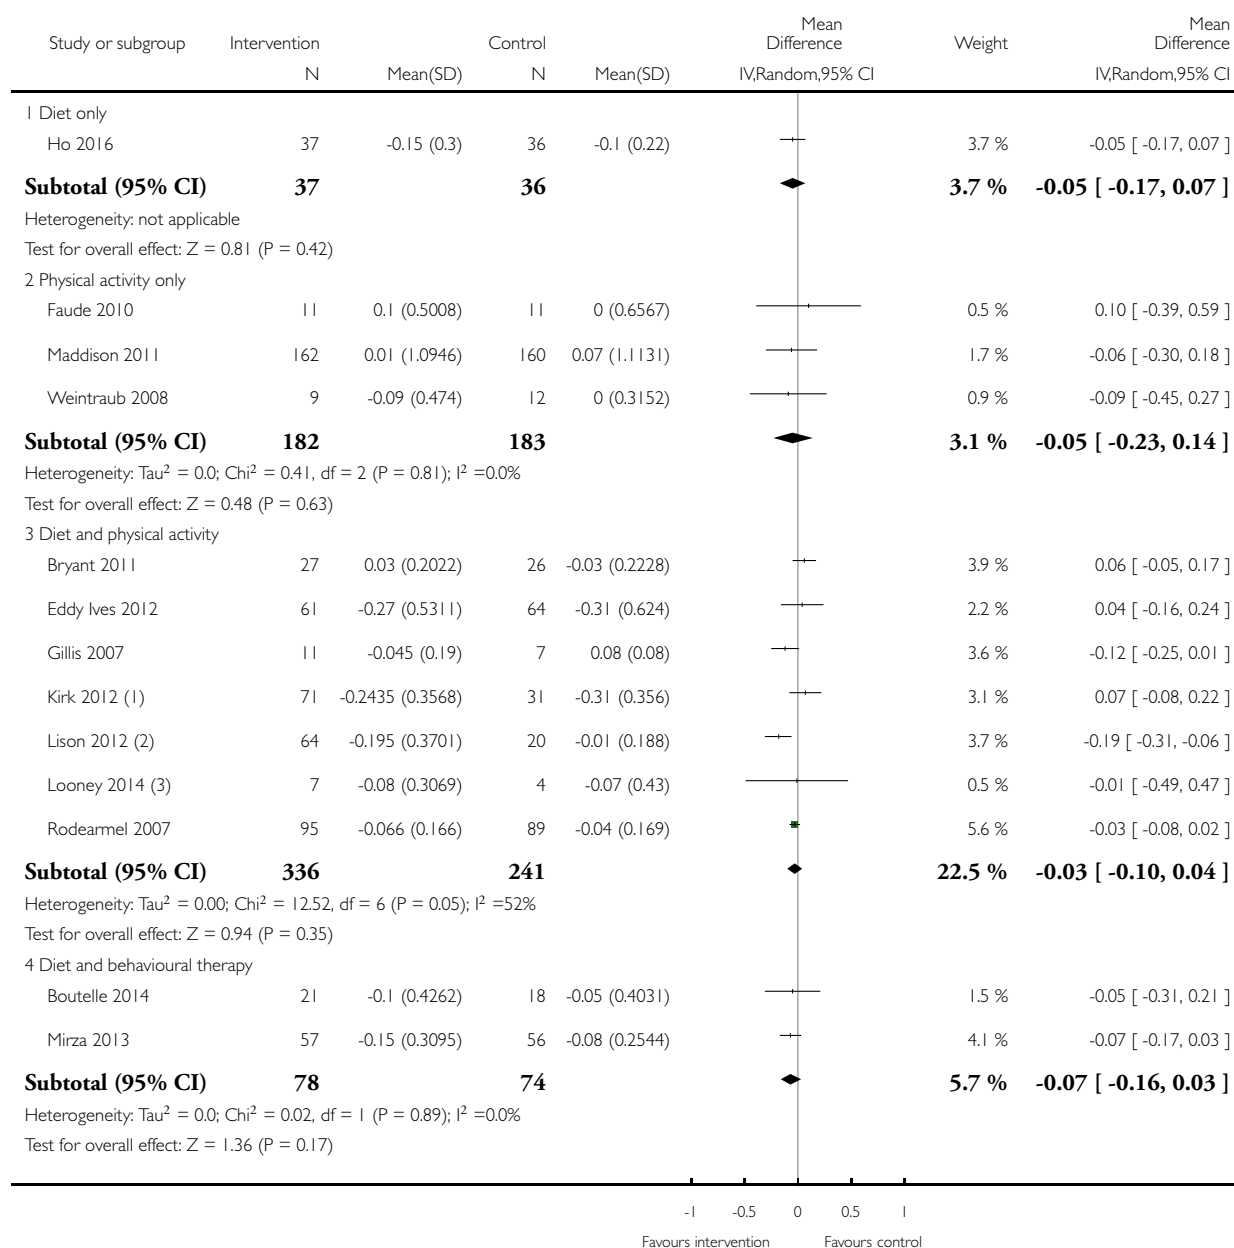 Study or subgroup Intervention Control Mean Difference Weight Mean Difference
N Mean(SD) N Mean(SD) IV,Random,95% CI IV,Random,95% CI
1 Diet only
Ho 2016 37 -0.15 (0.3) 36 -0.1 (0.22) 3.7 % -0.05 [ -0.17, 0.07 ]
Subtotal (95% CI) 37 36 3.7 % -0.05 [ -0.17, 0.07 ]
Heterogeneity: not applicable
Test for overall effect: Z = 0.81 (P = 0.42)
2 Physical activity only
Faude 2010 11 0.1 (0.5008) 11 0 (0.6567) 0.5 % 0.10 [ -0.39, 0.59 ]
Maddison 2011 162 0.01 (1.0946) 160 0.07 (1.1131) 1.7 % -0.06 [ -0.30, 0.18 ]
Weintraub 2008 9 -0.09 (0.474) 12 0 (0.3152) 0.9 % -0.09 [ -0.45, 0.27 ]
Subtotal (95% CI) 182 183 3.1 % -0.05 [ -0.23, 0.14 ]
Heterogeneity: Tau² = 0.0; Chi² = 0.41, df = 2 (P = 0.81); I² =0.0%
Test for overall effect: Z = 0.48 (P = 0.63)
3 Diet and physical activity
Bryant 2011 27 0.03 (0.2022) 26 -0.03 (0.2228) 3.9 % 0.06 [ -0.05, 0.17 ]
Eddy Ives 2012 61 -0.27 (0.5311) 64 -0.31 (0.624) 2.2 % 0.04 [ -0.16, 0.24 ]
Gillis 2007 11 -0.045 (0.19) 7 0.08 (0.08) 3.6 % -0.12 [ -0.25, 0.01 ]
Kirk 2012 (1) 71 -0.2435 (0.3568) 31 -0.31 (0.356) 3.1 % 0.07 [ -0.08, 0.22 ]
Lison 2012 (2) 64 -0.195 (0.3701) 20 -0.01 (0.188) 3.7 % -0.19 [ -0.31, -0.06 ]
Looney 2014 (3) 7 -0.08 (0.3069) 4 -0.07 (0.43) 0.5 % -0.01 [ -0.49, 0.47 ]
Rodearmel 2007 95 -0.066 (0.166) 89 -0.04 (0.169) 5.6 % -0.03 [ -0.08, 0.02 ]
Subtotal (95% CI) 336 241 22.5 % -0.03 [ -0.10, 0.04 ]
Heterogeneity: Tau² = 0.00; Chi² = 12.52, df = 6 (P = 0.05); I² =52%
Test for overall effect: Z = 0.94 (P = 0.35)
4 Diet and behavioural therapy
Boutelle 2014 21 -0.1 (0.4262) 18 -0.05 (0.4031) 1.5 % -0.05 [ -0.31, 0.21 ]
Mirza 2013 57 -0.15 (0.3095) 56 -0.08 (0.2544) 4.1 % -0.07 [ -0.17, 0.03 ]
Subtotal (95% CI) 78 74 5.7 % -0.07 [ -0.16, 0.03 ]
Heterogeneity: Tau² = 0.0; Chi² = 0.02, df = 1 (P = 0.89); I² =0.0%
Test for overall effect: Z = 1.36 (P = 0.17)
-1 -0.5 0 0.5 1
Favours intervention Favours control